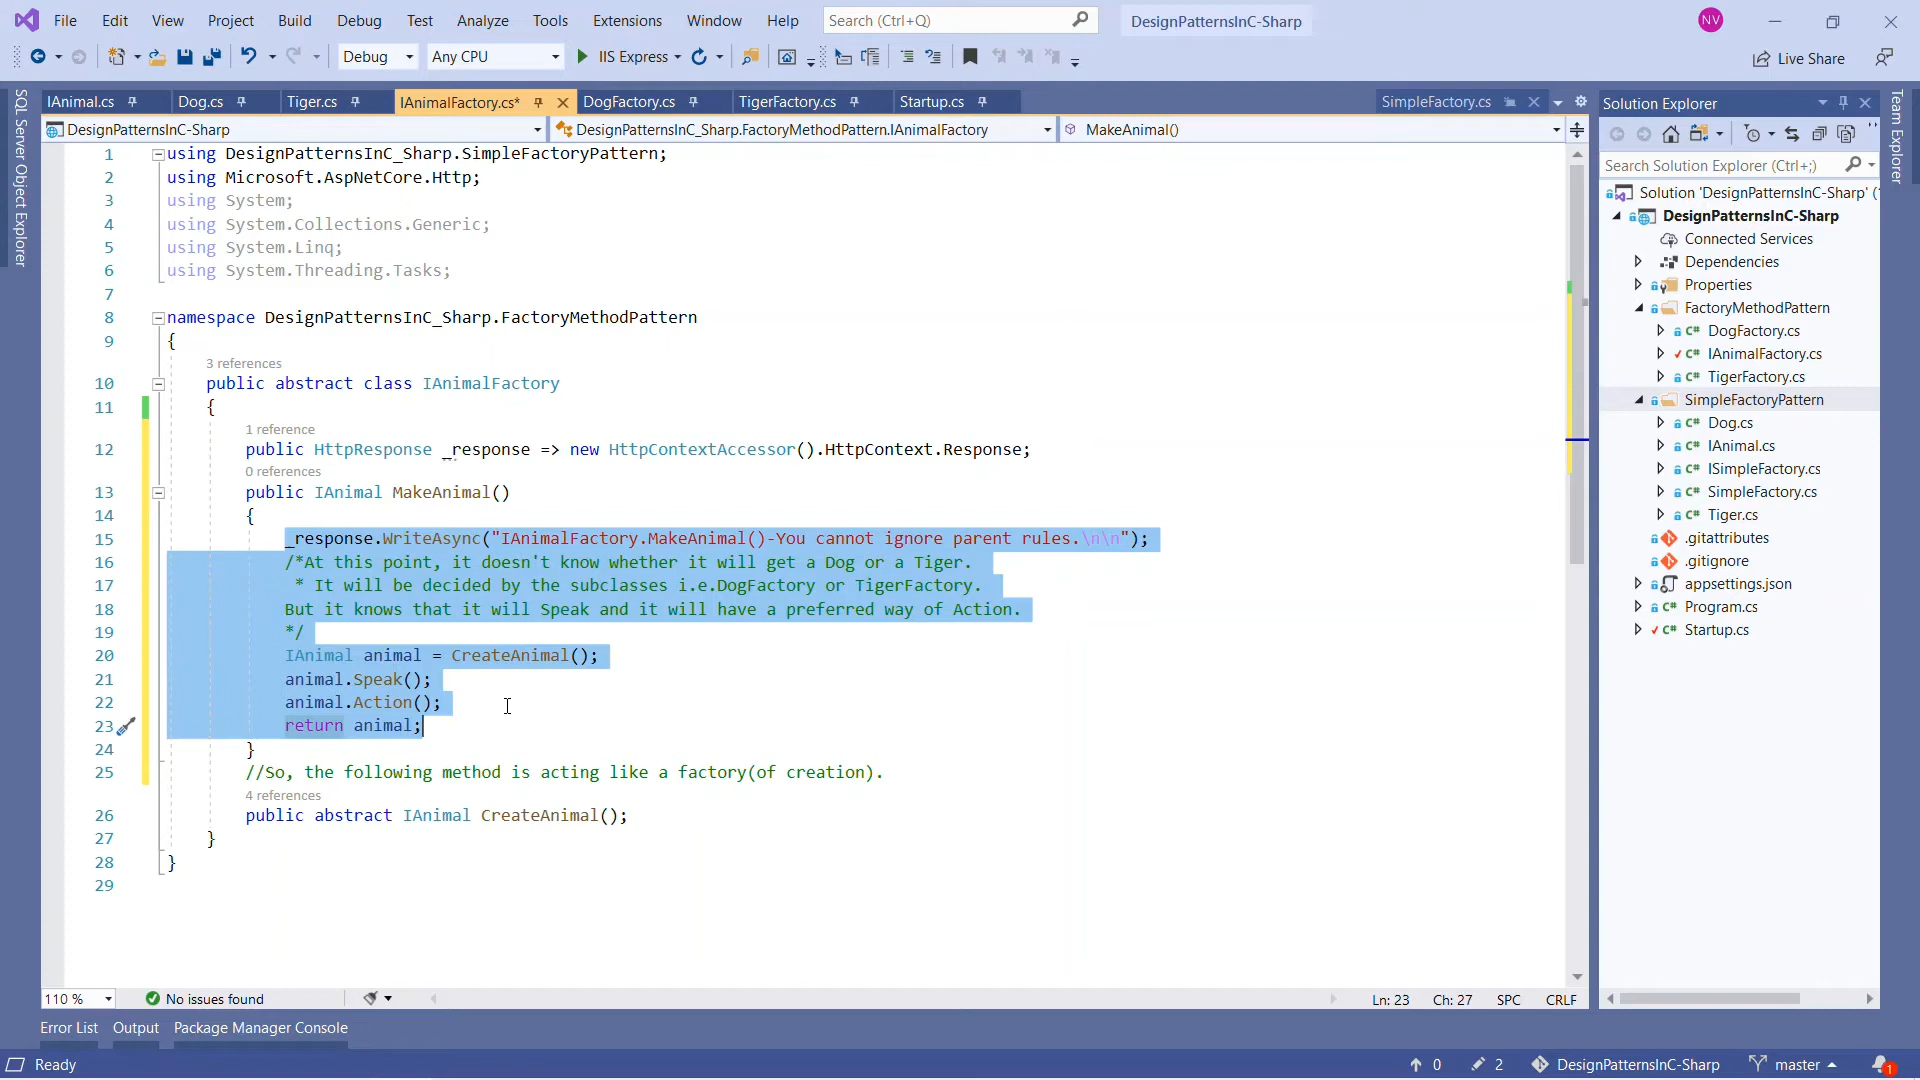 File Edit View Project Build Debug Test Analyze Tools Extensions Window Help Search (Ctrl+Q) DesignPatternsInC-Sharp NV
Debug Any CPU IIS Express Live Share
IAnimal.cs Dog.cs Tiger.cs IAnimalFactory.cs* DogFactory.cs TigerFactory.cs Startup.cs SimpleFactory.cs
DesignPatternsInC-Sharp DesignPatternsInC_Sharp.FactoryMethodPattern.IAnimalFactory MakeAnimal()
SQL Server Object Explorer
1 using DesignPatternsInC_Sharp.SimpleFactoryPattern;
2 using Microsoft.AspNetCore.Http;
3 using System;
4 using System.Collections.Generic;
5 using System.Linq;
6 using System.Threading.Tasks;
7
8 namespace DesignPatternsInC_Sharp.FactoryMethodPattern
9 {
3 references
10 public abstract class IAnimalFactory
11 {
1 reference
12 public HttpResponse _response => new HttpContextAccessor().HttpContext.Response;
0 references
13 public IAnimal MakeAnimal()
14 {
15 _response.WriteAsync("IAnimalFactory.MakeAnimal()-You cannot ignore parent rules.\n\n");
16 /*At this point, it doesn't know whether it will get a Dog or a Tiger.
17 * It will be decided by the subclasses i.e.DogFactory or TigerFactory.
18 But it knows that it will Speak and it will have a preferred way of Action.
19 */
20 IAnimal animal = CreateAnimal();
21 animal.Speak();
22 animal.Action();
23 return animal;
24 }
25 //So, the following method is acting like a factory(of creation).
4 references
26 public abstract IAnimal CreateAnimal();
27 }
28 }
29
110 % No issues found Ln: 23 Ch: 27 SPC CRLF
Solution Explorer
Search Solution Explorer (Ctrl+;)
Solution 'DesignPatternsInC-Sharp' (
DesignPatternsInC-Sharp
Connected Services
Dependencies
Properties
FactoryMethodPattern
C# DogFactory.cs
C# IAnimalFactory.cs
C# TigerFactory.cs
SimpleFactoryPattern
C# Dog.cs
C# IAnimal.cs
C# ISimpleFactory.cs
C# SimpleFactory.cs
C# Tiger.cs
.gitattributes
.gitignore
appsettings.json
C# Program.cs
C# Startup.cs
Team Explorer
Error List Output Package Manager Console
Ready 0 2 DesignPatternsInC-Sharp master 1